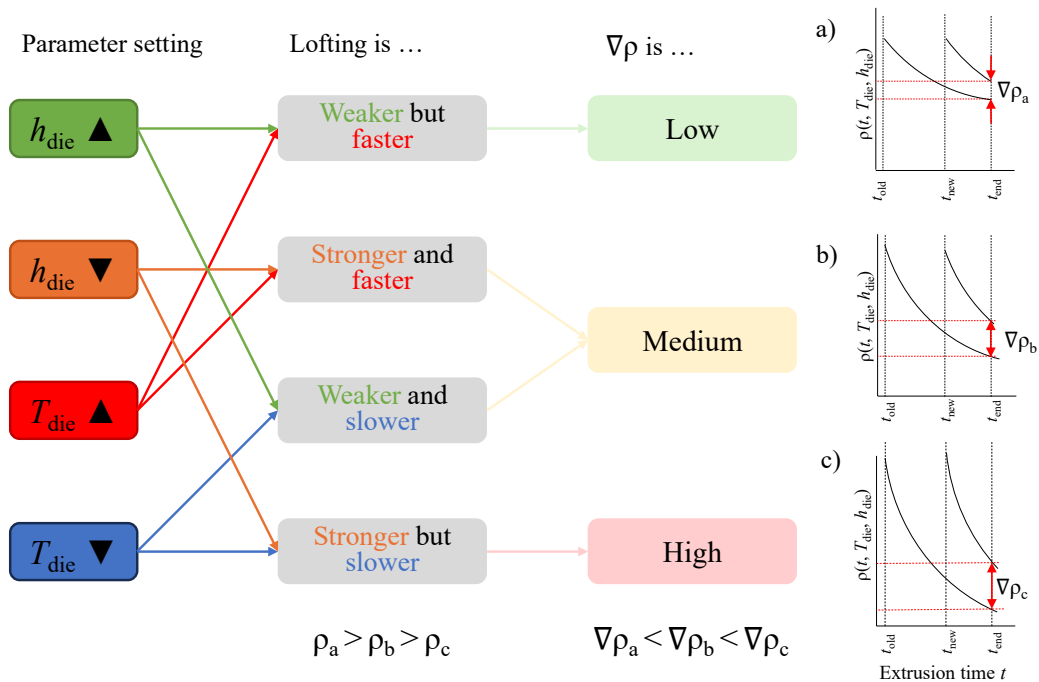 Parameter setting
Lofting is …
∇ρ is …
h_die ▲
h_die ▼
T_die ▲
T_die ▼
Weaker but
faster
Stronger and
faster
Weaker and
slower
Stronger but
slower
Low
Medium
High
ρ_a > ρ_b > ρ_c
∇ρ_a < ∇ρ_b < ∇ρ_c
a)
ρ(t, T_die, h_die)
∇ρ_a
t_old
t_new
t_end
b)
ρ(t, T_die, h_die)
∇ρ_b
t_old
t_new
t_end
c)
ρ(t, T_die, h_die)
∇ρ_c
t_old
t_new
t_end
Extrusion time t